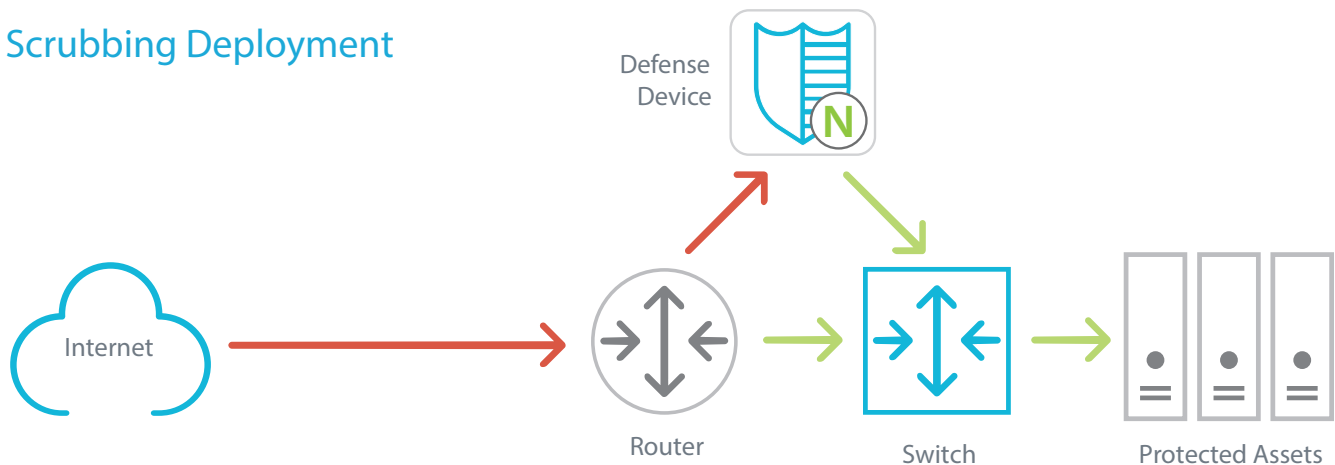 Scrubbing Deployment
Defense
Device
N
Internet
Router
Switch
Protected Assets